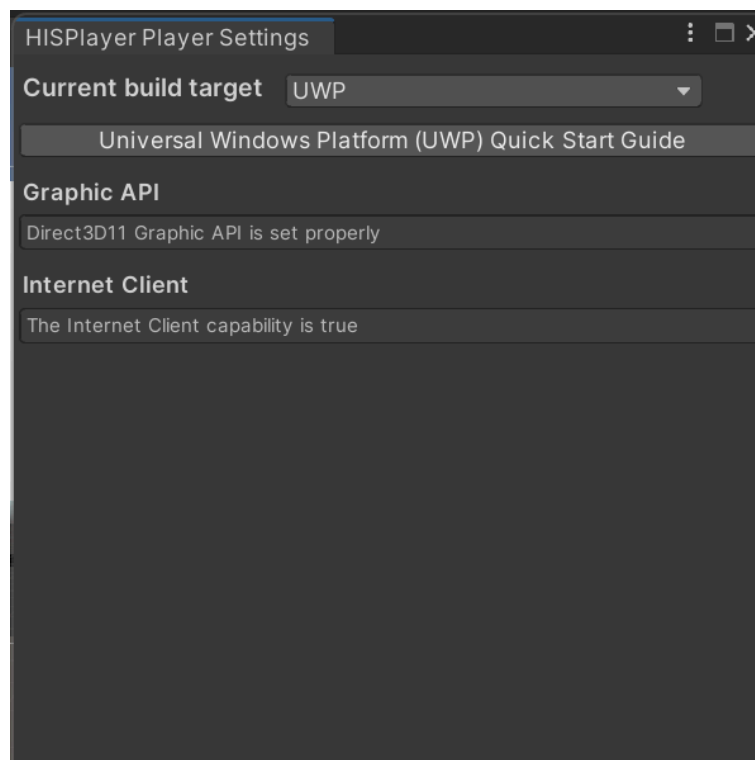 HISPlayer Player Settings
Current build target UWP
Universal Windows Platform (UWP) Quick Start Guide
Graphic API
Direct3D11 Graphic API is set properly
Internet Client
The Internet Client capability is true